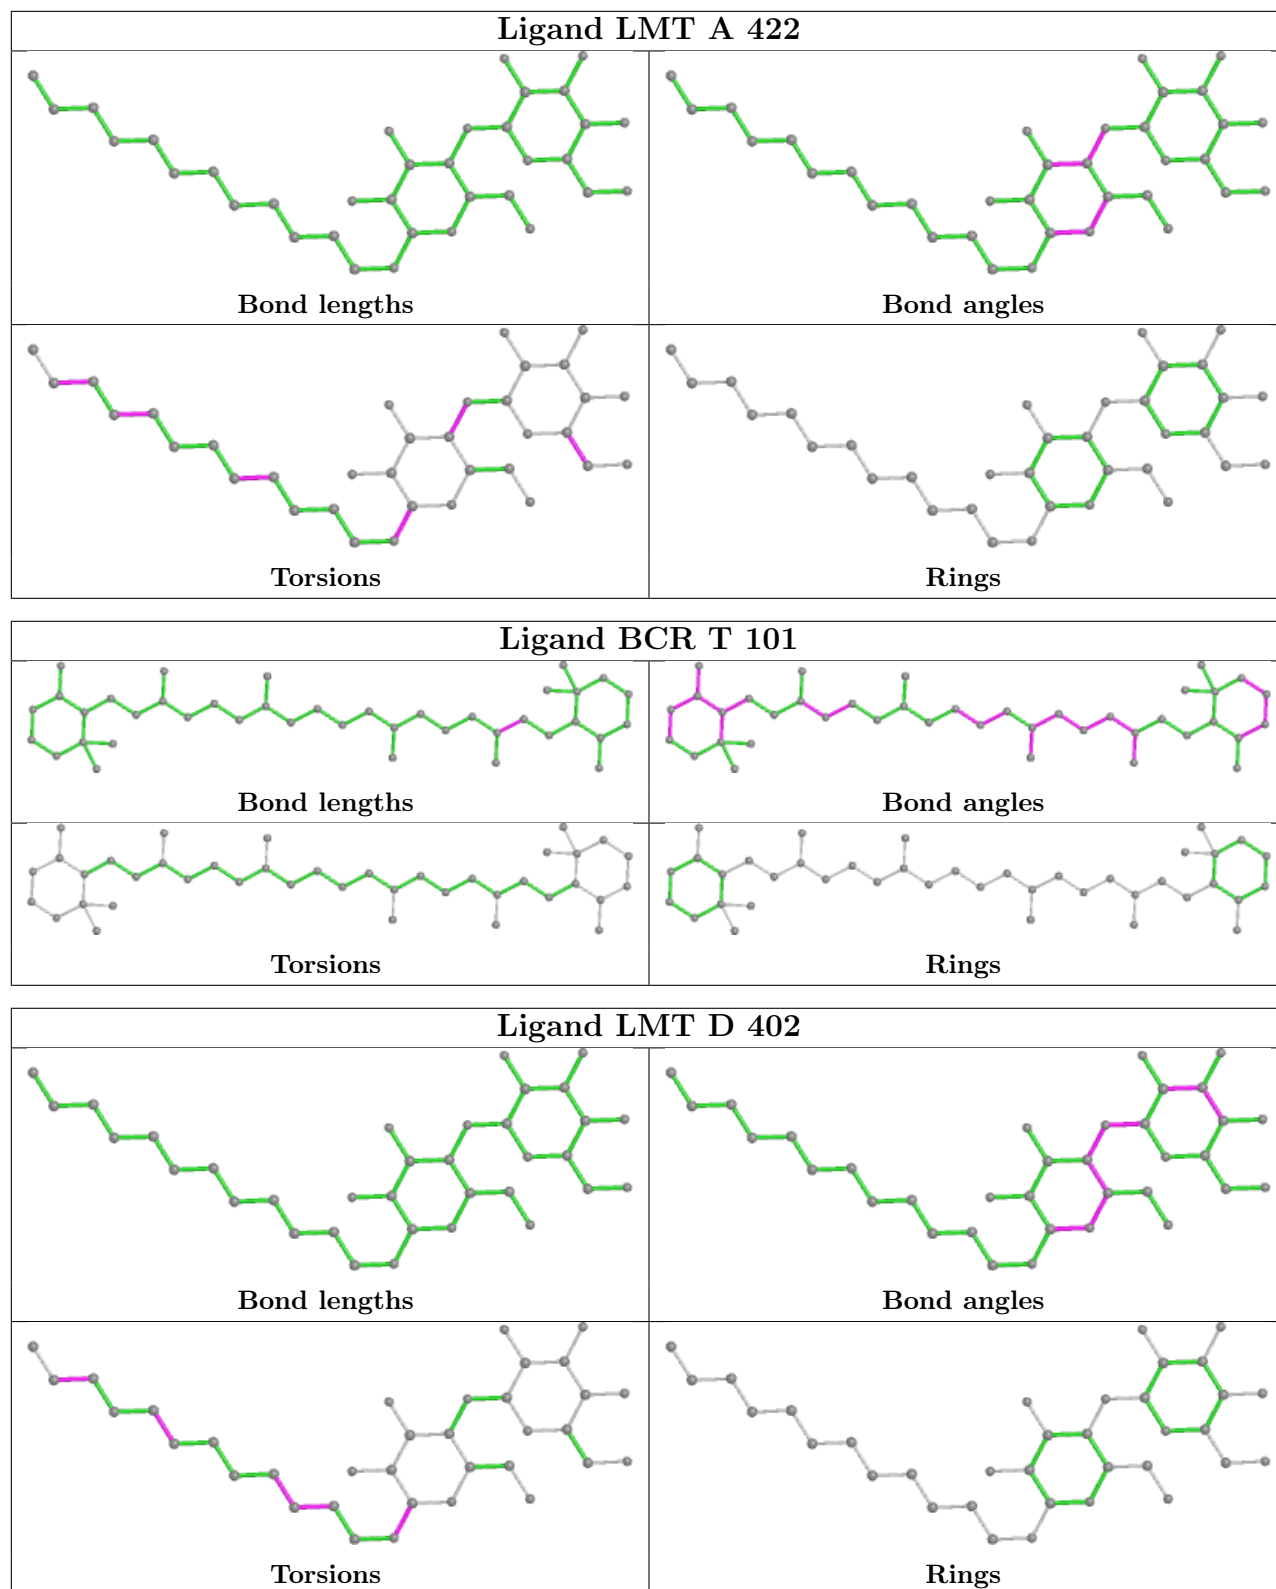 Ligand LMT A 422
Bond lengths
Bond angles
Torsions
Rings
Ligand BCR T 101
Bond lengths
Bond angles
Torsions
Rings
Ligand LMT D 402
Bond lengths
Bond angles
Torsions
Rings